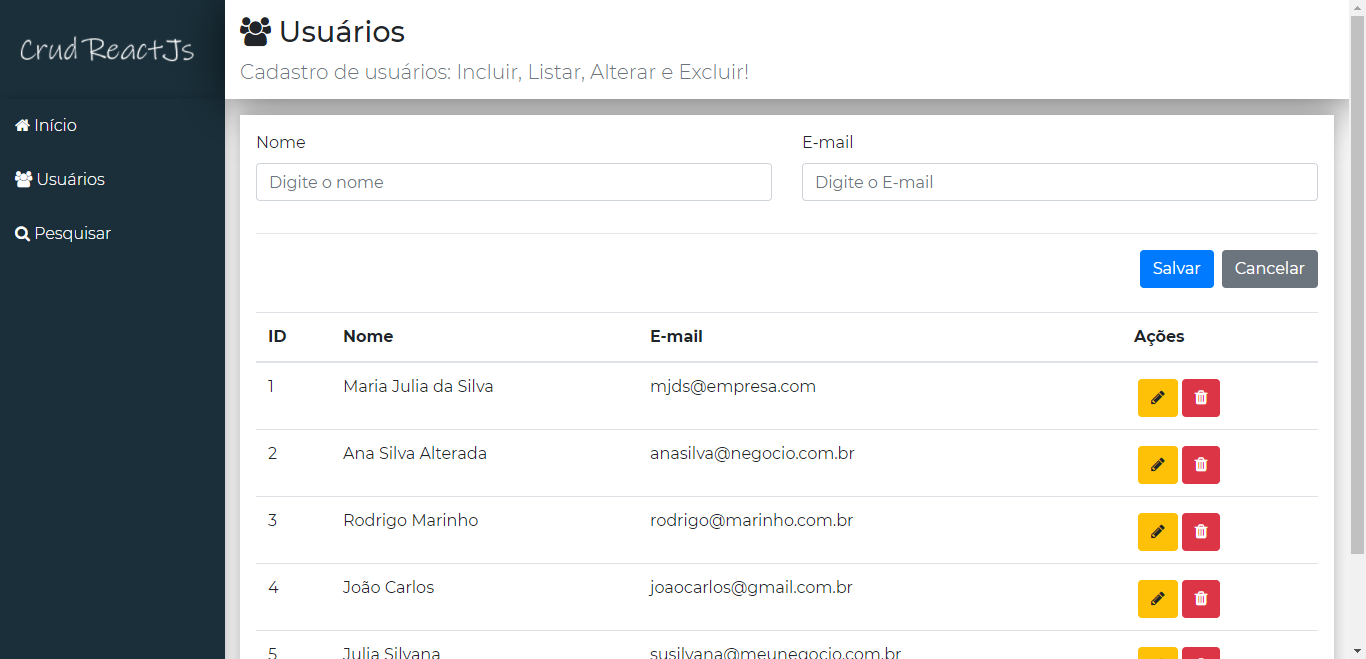 Crud ReactJs
Início
Usuários
Pesquisar
Usuários
Cadastro de usuários: Incluir, Listar, Alterar e Excluir!
Nome E-mail
Digite o nome Digite o E-mail
Salvar Cancelar
ID Nome E-mail Ações
1 Maria Julia da Silva mjds@empresa.com
2 Ana Silva Alterada anasilva@negocio.com.br
3 Rodrigo Marinho rodrigo@marinho.com.br
4 João Carlos joaocarlos@gmail.com.br
5 Julia Silvana susilvana@meunegocio.com.br